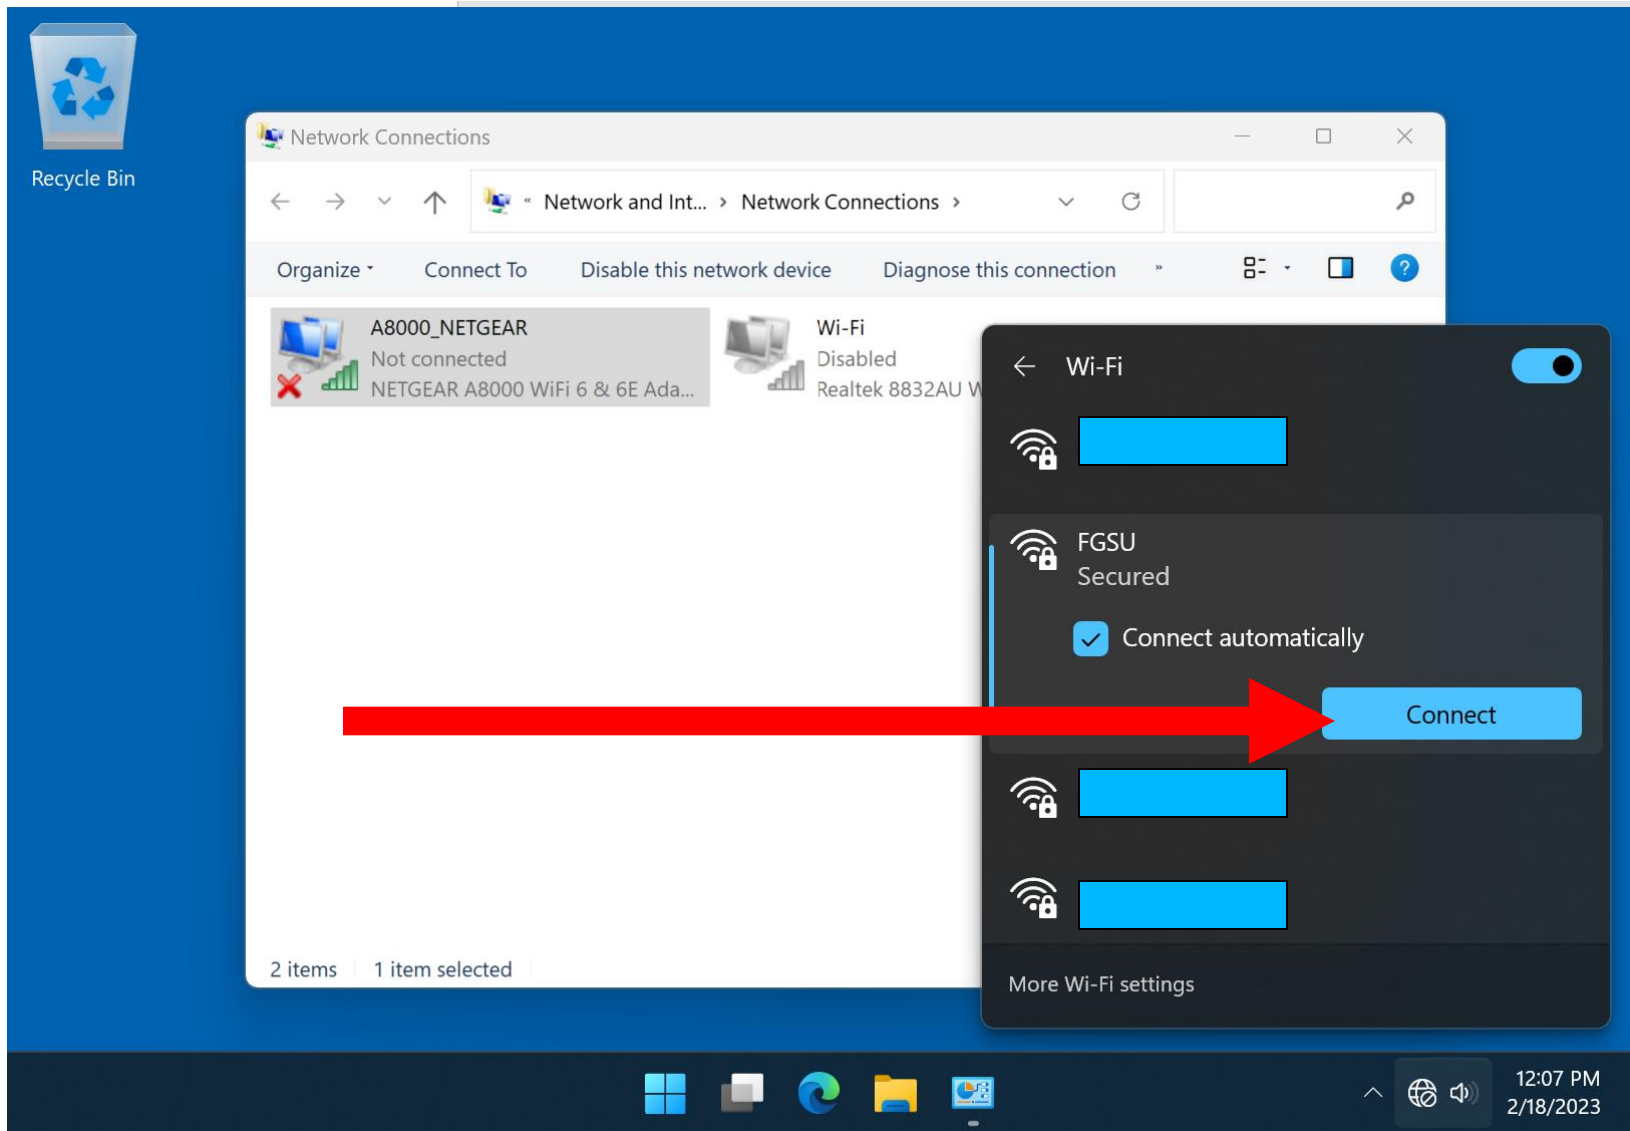 Recycle Bin
Network Connections
« Network and Int... › Network Connections ›
Organize Connect To Disable this network device Diagnose this connection »
A8000_NETGEAR
Not connected
NETGEAR A8000 WiFi 6 & 6E Ada...
Wi-Fi
Disabled
Realtek 8832AU W
2 items 1 item selected
Wi-Fi
FGSU
Secured
Connect automatically
Connect
More Wi-Fi settings
12:07 PM
2/18/2023